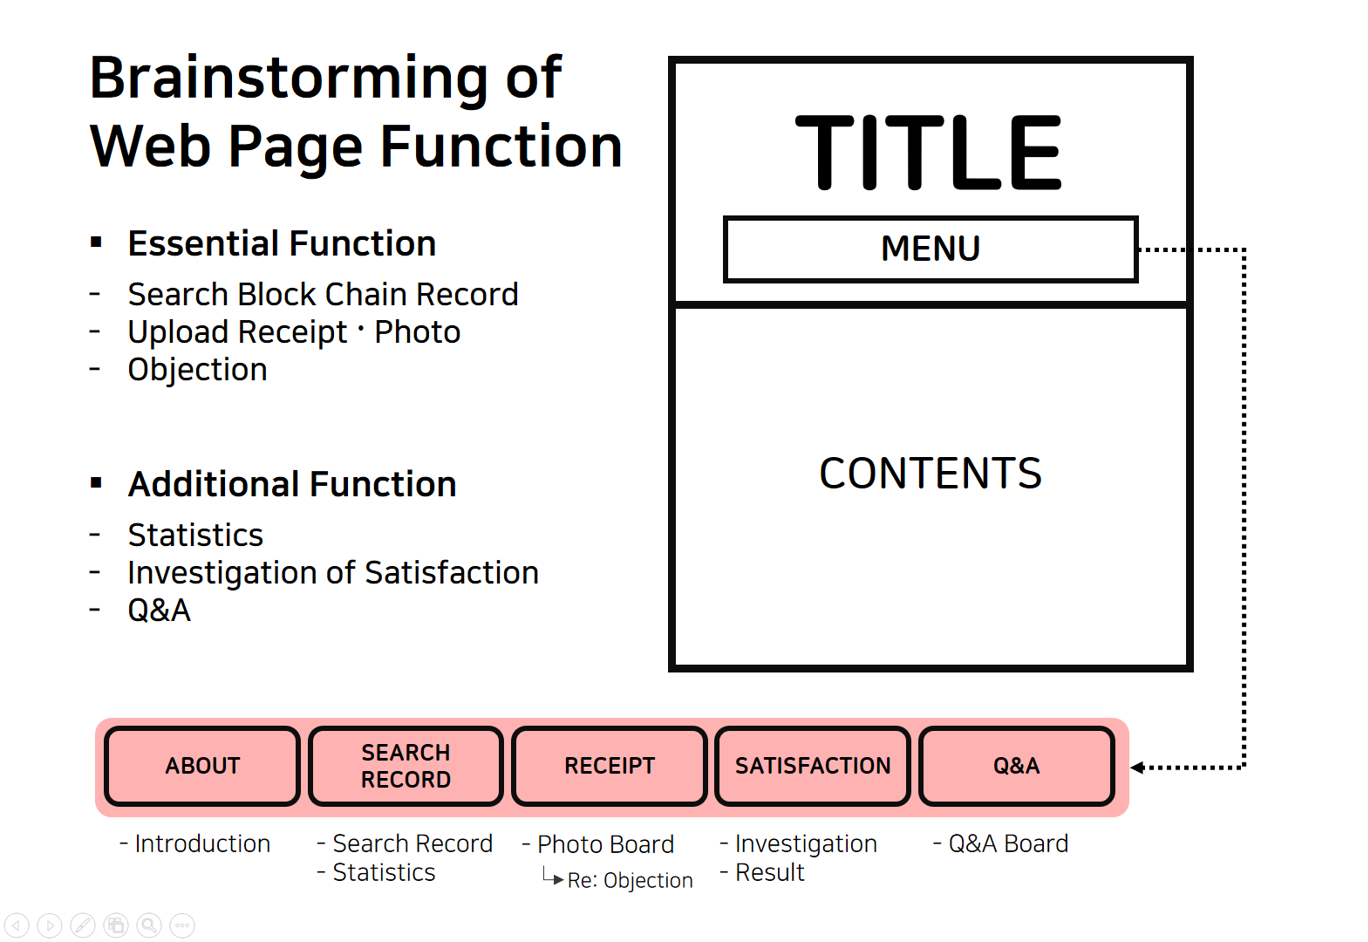 Brainstorming of
Web Page Function
▪ Essential Function
- Search Block Chain Record
- Upload Receipt · Photo
- Objection
▪ Additional Function
- Statistics
- Investigation of Satisfaction
- Q&A
TITLE
MENU
CONTENTS
ABOUT
SEARCH
RECORD
RECEIPT
SATISFACTION
Q&A
- Introduction
- Search Record
- Statistics
- Photo Board
Re: Objection
- Investigation
- Result
- Q&A Board